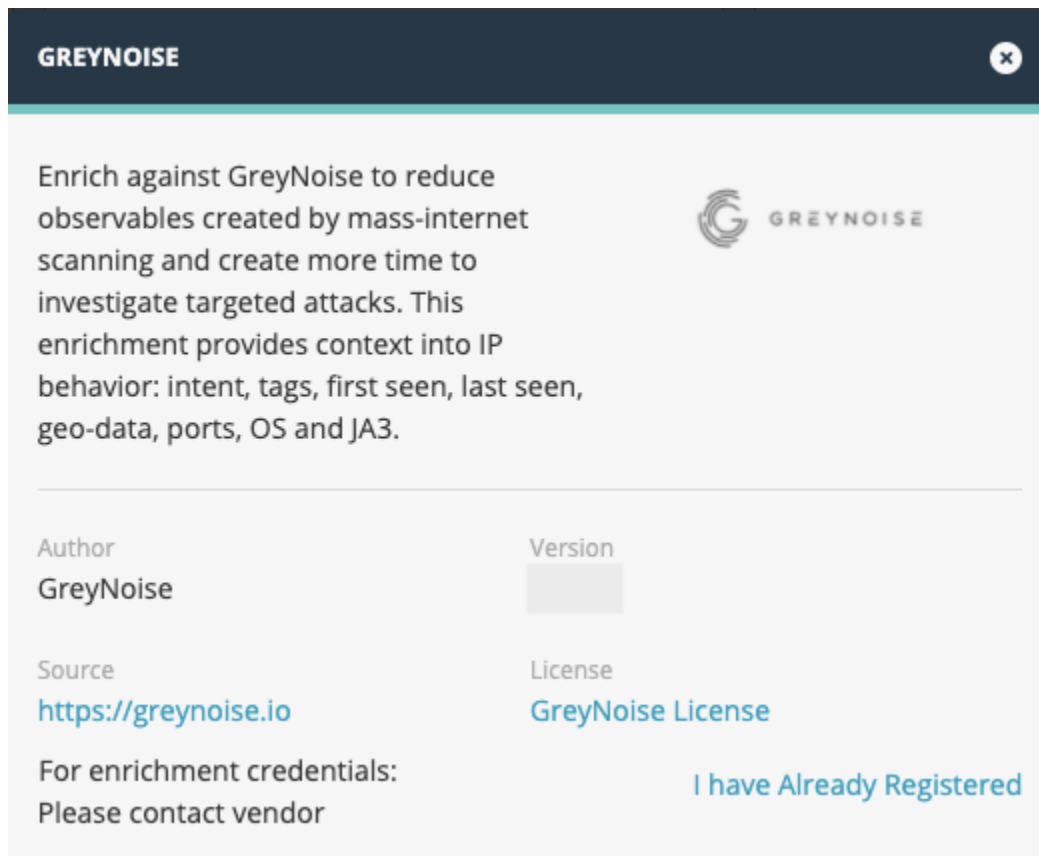 GREYNOISE
Enrich against GreyNoise to reduce
observables created by mass-internet
scanning and create more time to
investigate targeted attacks. This
enrichment provides context into IP
behavior: intent, tags, first seen, last seen,
geo-data, ports, OS and JA3.
GREYNOISE
Author
GreyNoise
Version
Source
https://greynoise.io
License
GreyNoise License
For enrichment credentials:
Please contact vendor
I have Already Registered